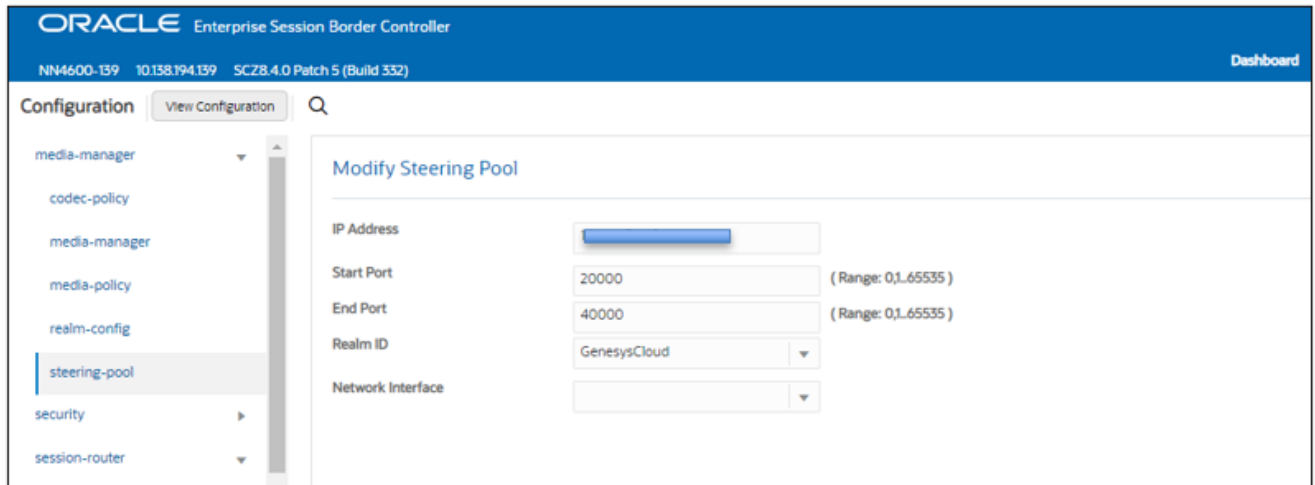 ORACLE Enterprise Session Border Controller
NN4600-139 10.138.194.139 SCZ8.4.0 Patch 5 (Build 332)
Dashboard
Configuration View Configuration
media-manager
codec-policy
media-manager
media-policy
realm-config
steering-pool
security
session-router
Modify Steering Pool
IP Address
Start Port 20000 ( Range: 0,1..65535 )
End Port 40000 ( Range: 0,1..65535 )
Realm ID GenesysCloud
Network Interface